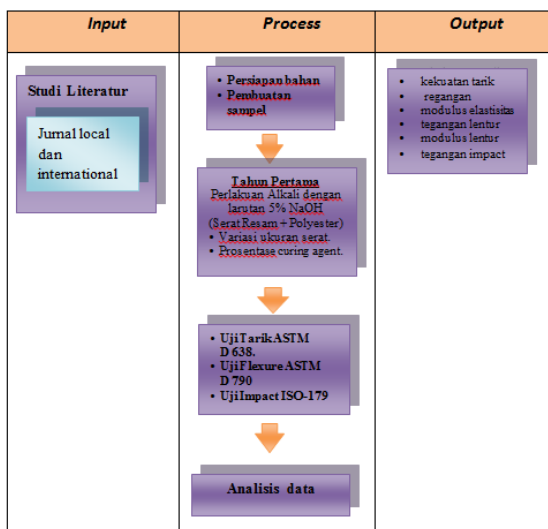 Input
Process
Output
Studi Literatur
Jurnal local
dan
international
• Persiapan bahan
• Pembuatan
sampel
Tahun Pertama
Perlakuan Alkali dengan
larutan 5% NaOH
(Serat Resam + Polyester)
• Variasi ukuran serat.
• Prosentase curing agent.
• Uji Tarik ASTM
D 638.
• Uji Flexure ASTM
D 790
• Uji Impact ISO-179
Analisis data
• kekuatan tarik
• regangan
• modulus elastisitas
• tegangan lentur
• modulus lentur
• tegangan impact